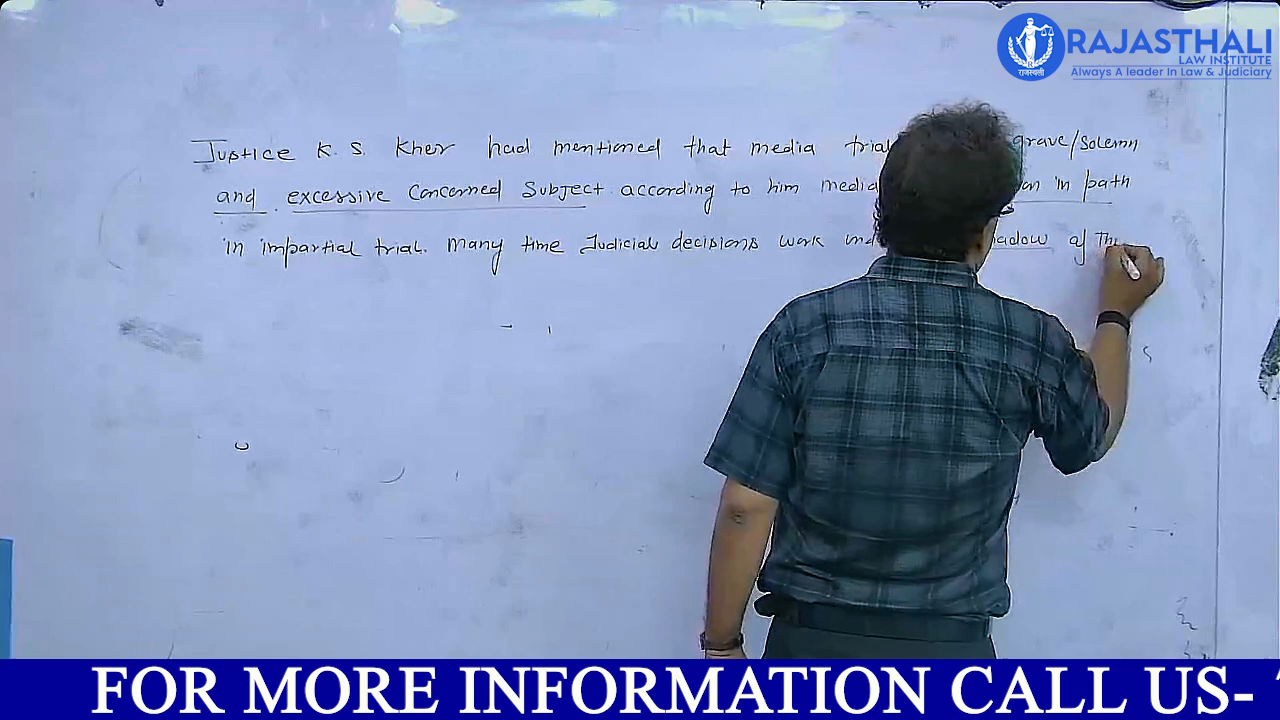 RAJASTHALI
LAW INSTITUTE
राजस्थली
Always A leader In Law & Judiciary
Justice K. S. Kher had mentioned that media grave/solemn
and excessive Concerned Subject. according to him media in path
in impartial trial. Many time Judicial decisions work of
FOR MORE INFORMATION CALL US-